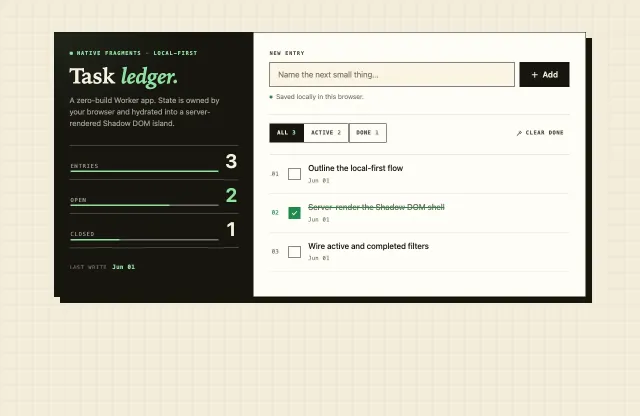 NATIVE FRAGMENTS · LOCAL-FIRST
Task ledger.
A zero-build Worker app. State is owned by
your browser and hydrated into a server-
rendered Shadow DOM island.
ENTRIES 3
OPEN 2
CLOSED 1
LAST WRITE Jun 01
NEW ENTRY
Name the next small thing...
+ Add
Saved locally in this browser.
ALL 3 ACTIVE 2 DONE 1
CLEAR DONE
01 Outline the local-first flow
Jun 01
02 Server-render the Shadow DOM shell
Jun 01
03 Wire active and completed filters
Jun 01